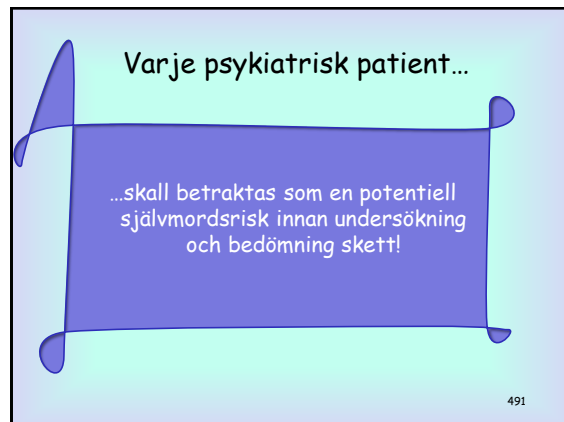 Varje psykiatrisk patient…
…skall betraktas som en potentiell
självmordsrisk innan undersökning
och bedömning skett!
491